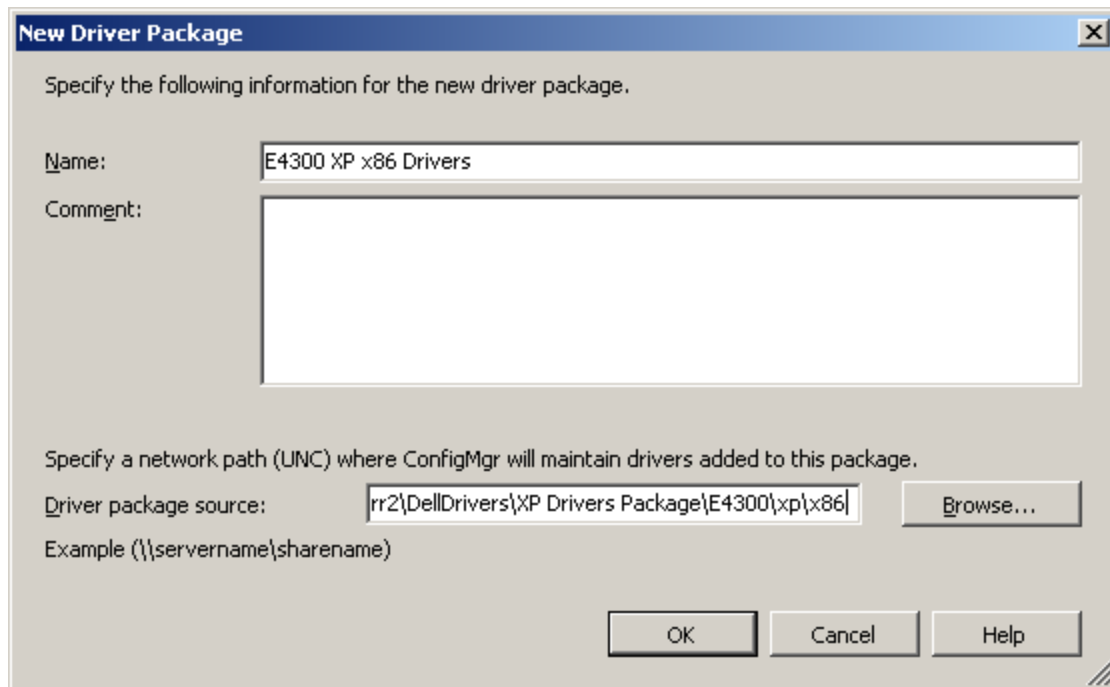 New Driver Package
Specify the following information for the new driver package.
Name: E4300 XP x86 Drivers
Comment:
Specify a network path (UNC) where ConfigMgr will maintain drivers added to this package.
Driver package source: rr2\DellDrivers\XP Drivers Package\E4300\xp\x86 Browse...
Example (\\servername\sharename)
OK Cancel Help